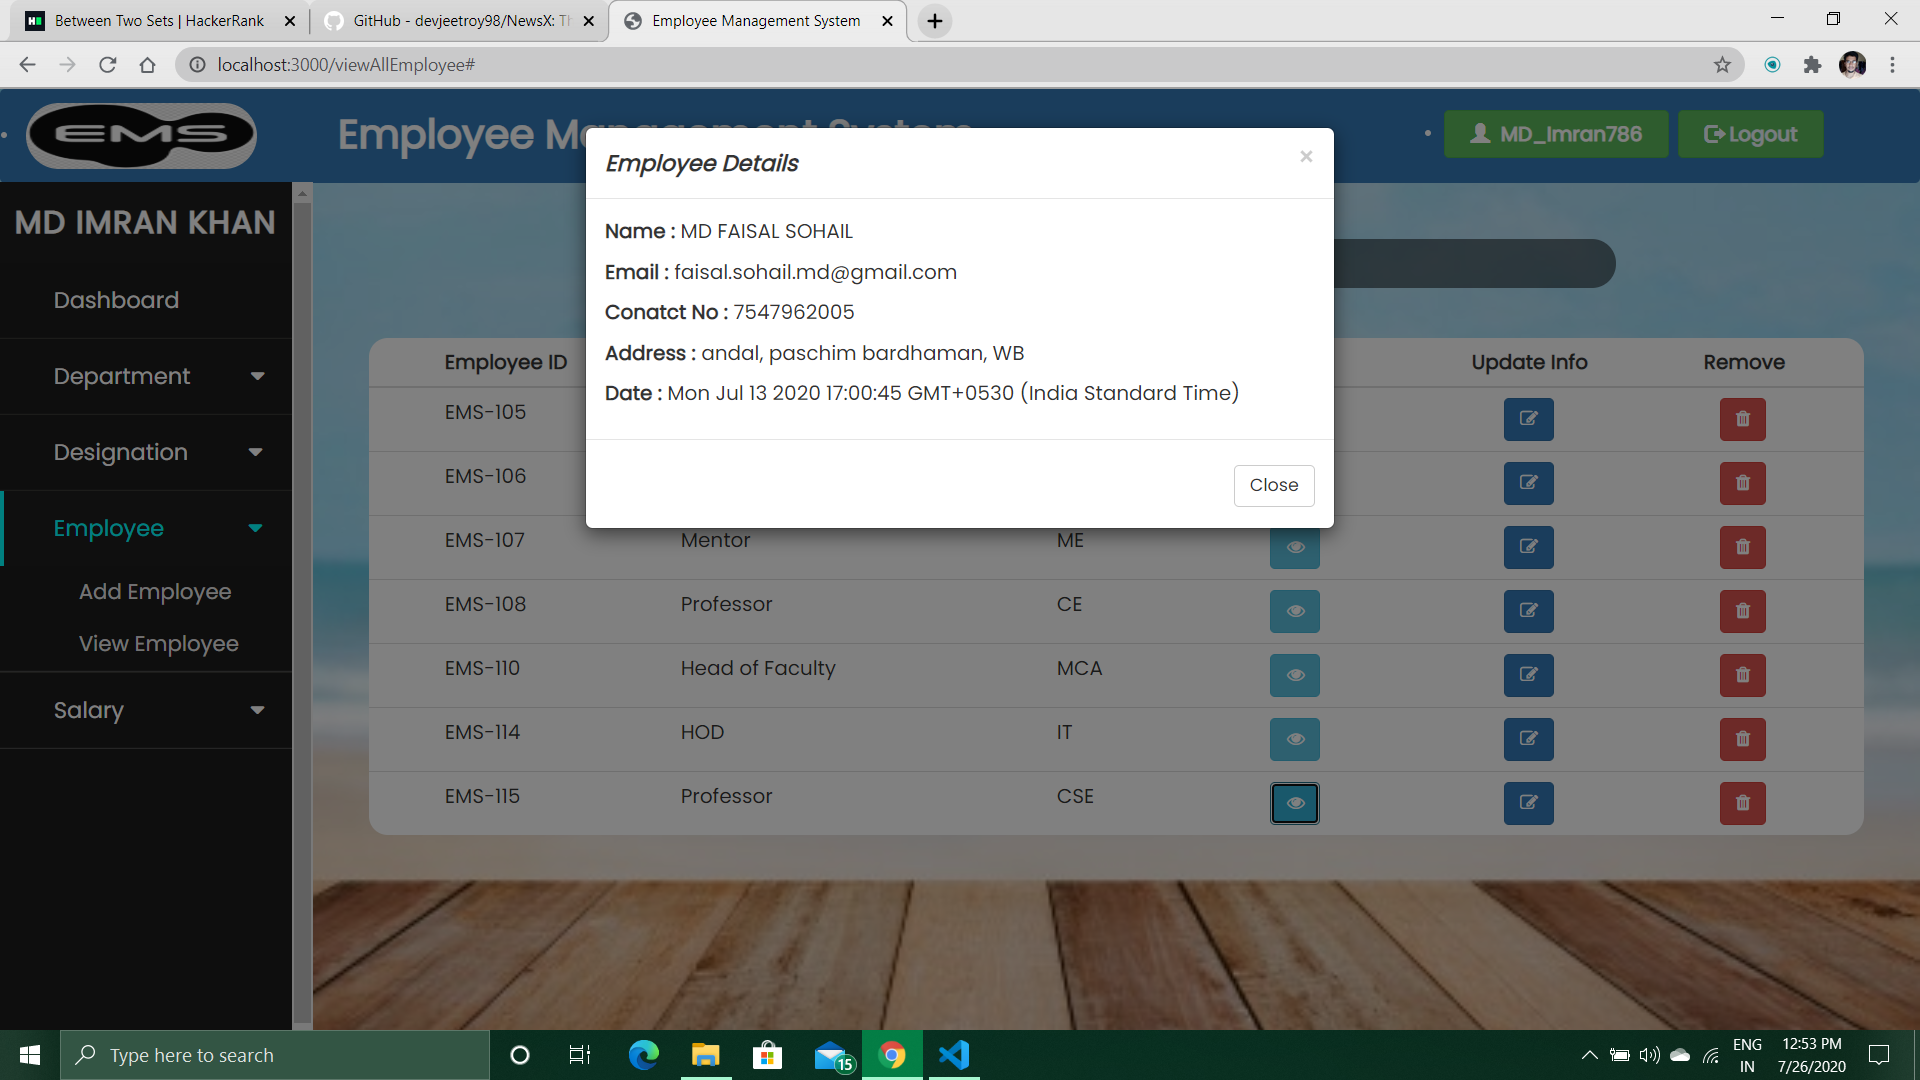 Between Two Sets | HackerRank
GitHub - devjeetroy98/NewsX: Th
Employee Management System
localhost:3000/viewAllEmployee#
EMS
Employee Management System
MD_Imran786
Logout
MD IMRAN KHAN
Dashboard
Department
Designation
Employee
Add Employee
View Employee
Salary
Employee Details
×
Name : MD FAISAL SOHAIL
Email : faisal.sohail.md@gmail.com
Conatct No : 7547962005
Address : andal, paschim bardhaman, WB
Date : Mon Jul 13 2020 17:00:45 GMT+0530 (India Standard Time)
Close
Employee ID Update Info Remove
EMS-105
EMS-106
EMS-107 Mentor ME
EMS-108 Professor CE
EMS-110 Head of Faculty MCA
EMS-114 HOD IT
EMS-115 Professor CSE
Type here to search
15
ENG
IN
12:53 PM
7/26/2020